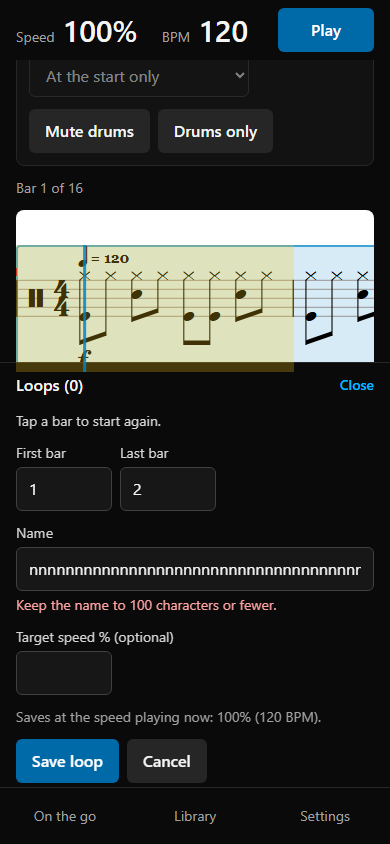 Speed 100% BPM 120 Play
At the start only
Mute drums Drums only
Bar 1 of 16
= 120
4
4
f
Loops (0) Close
Tap a bar to start again.
First bar Last bar
1 2
Name
Keep the name to 100 characters or fewer.
Target speed % (optional)
Saves at the speed playing now: 100% (120 BPM).
Save loop Cancel
On the go Library Settings